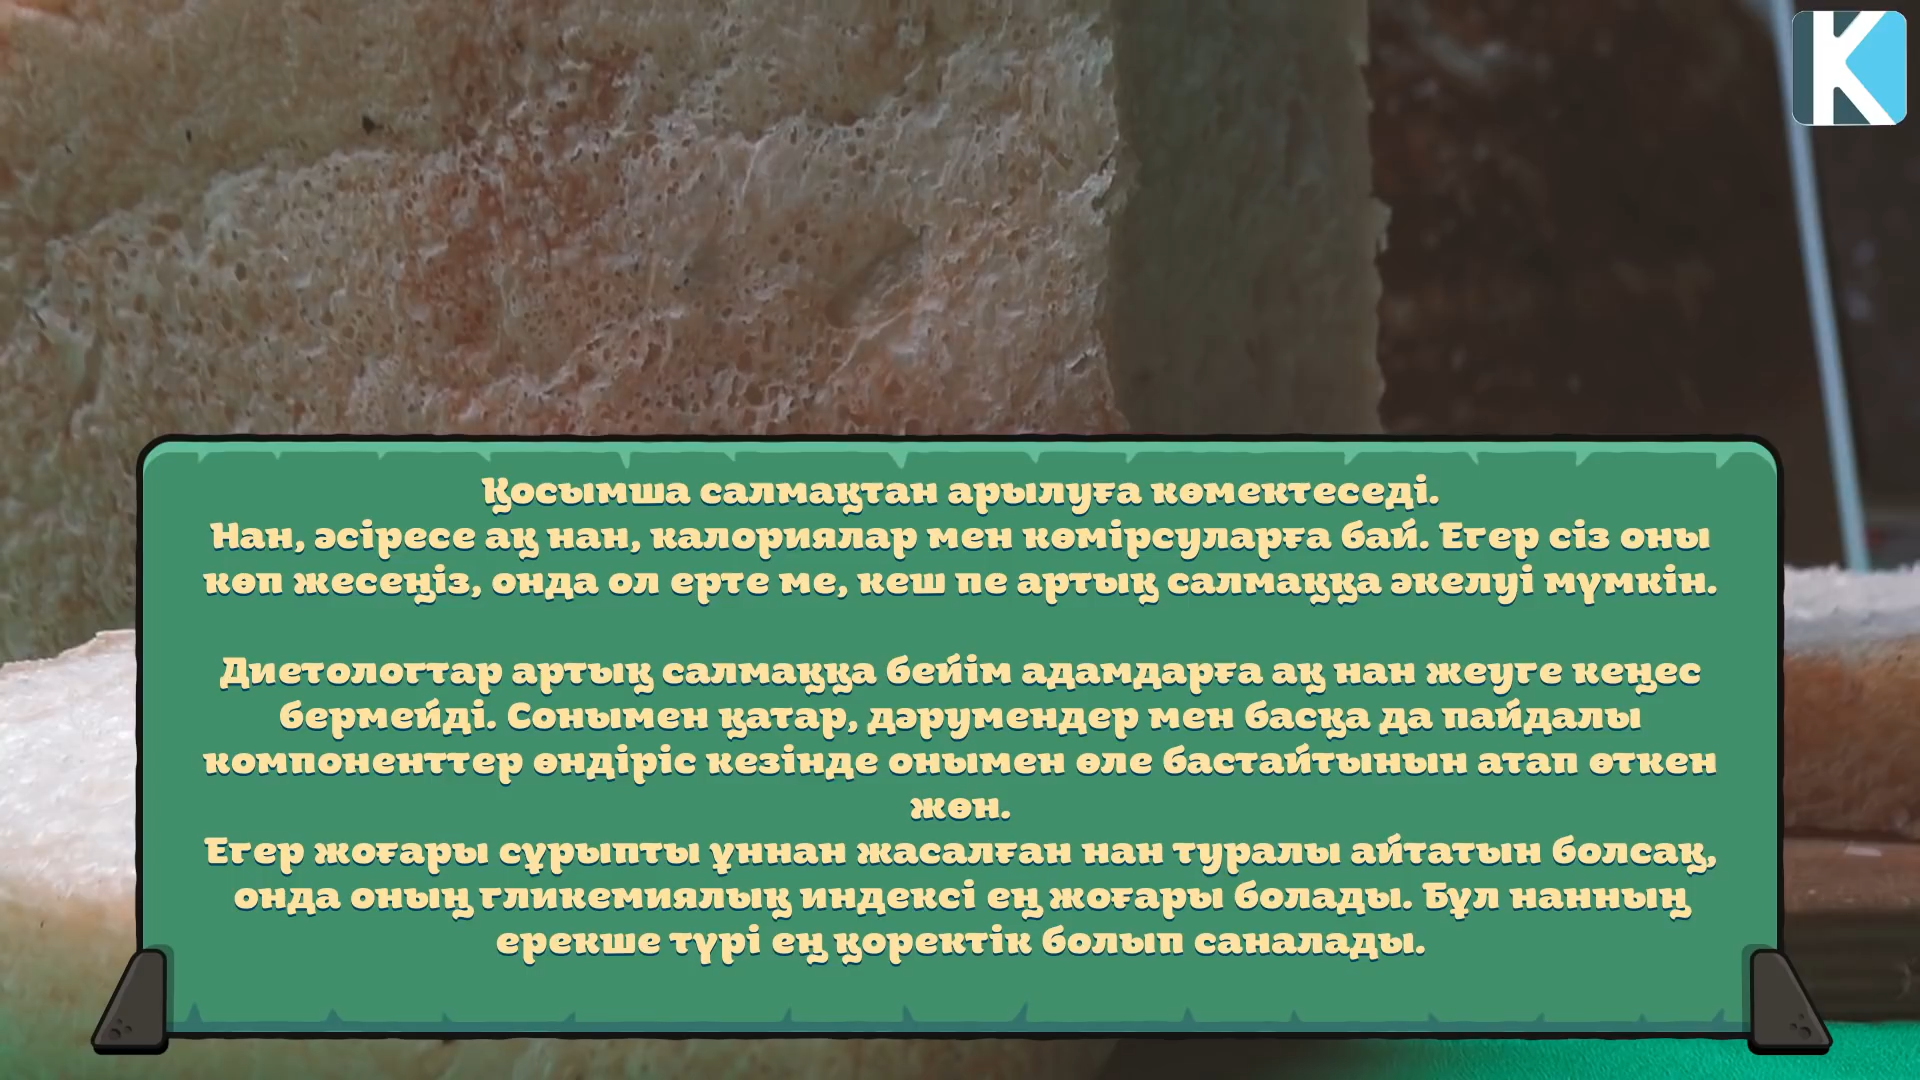 K
Қосымша салмақтан арылуға көмектеседі.
Нан, әсіресе ақ нан, калориялар мен көмірсуларға бай. Егер сіз оны
көп жесеңіз, онда ол ерте ме, кеш пе артық салмаққа әкелуі мүмкін.
Диетологтар артық салмаққа бейім адамдарға ақ нан жеуге кеңес
бермейді. Сонымен қатар, дәрумендер мен басқа да пайдалы
компоненттер өндіріс кезінде онымен өле бастайтынын атап өткен
жөн.
Егер жоғары сұрыпты ұннан жасалған нан туралы айтатын болсақ,
онда оның гликемиялық индексі ең жоғары болады. Бұл нанның
ерекше түрі ең қоректік болып саналады.